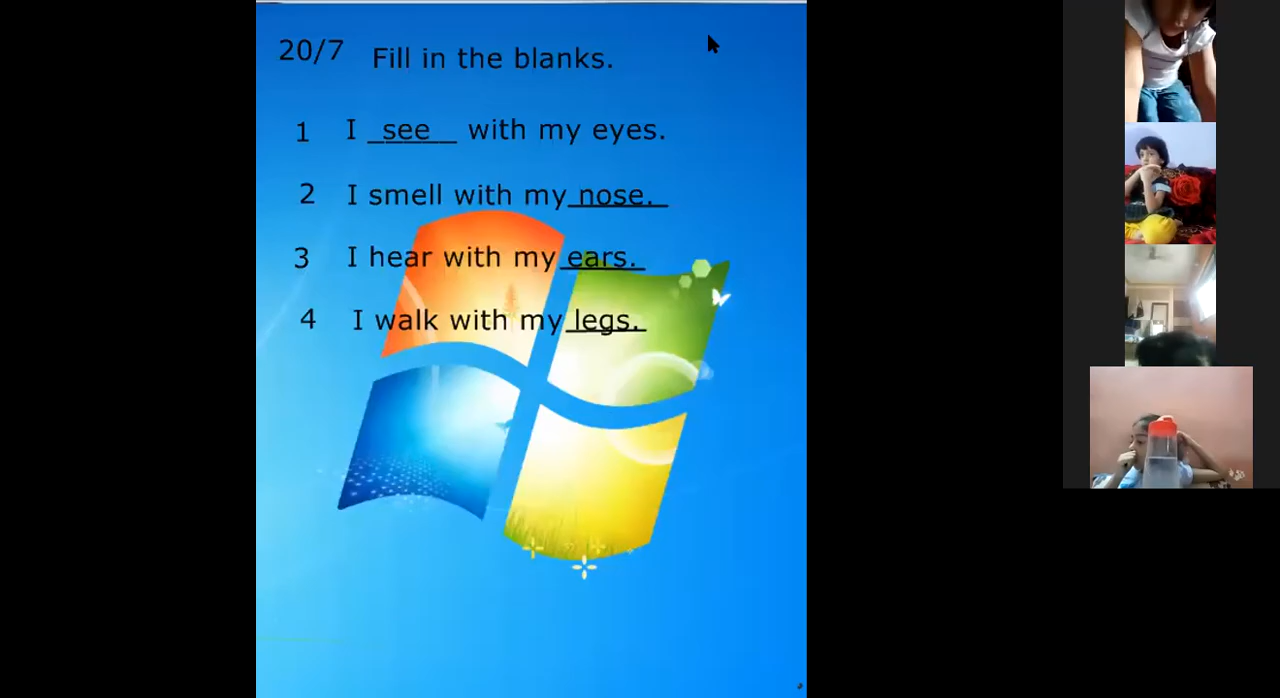 20/7 Fill in the blanks.
1 I see with my eyes.
2 I smell with my nose.
3 I hear with my ears.
4 I walk with my legs.